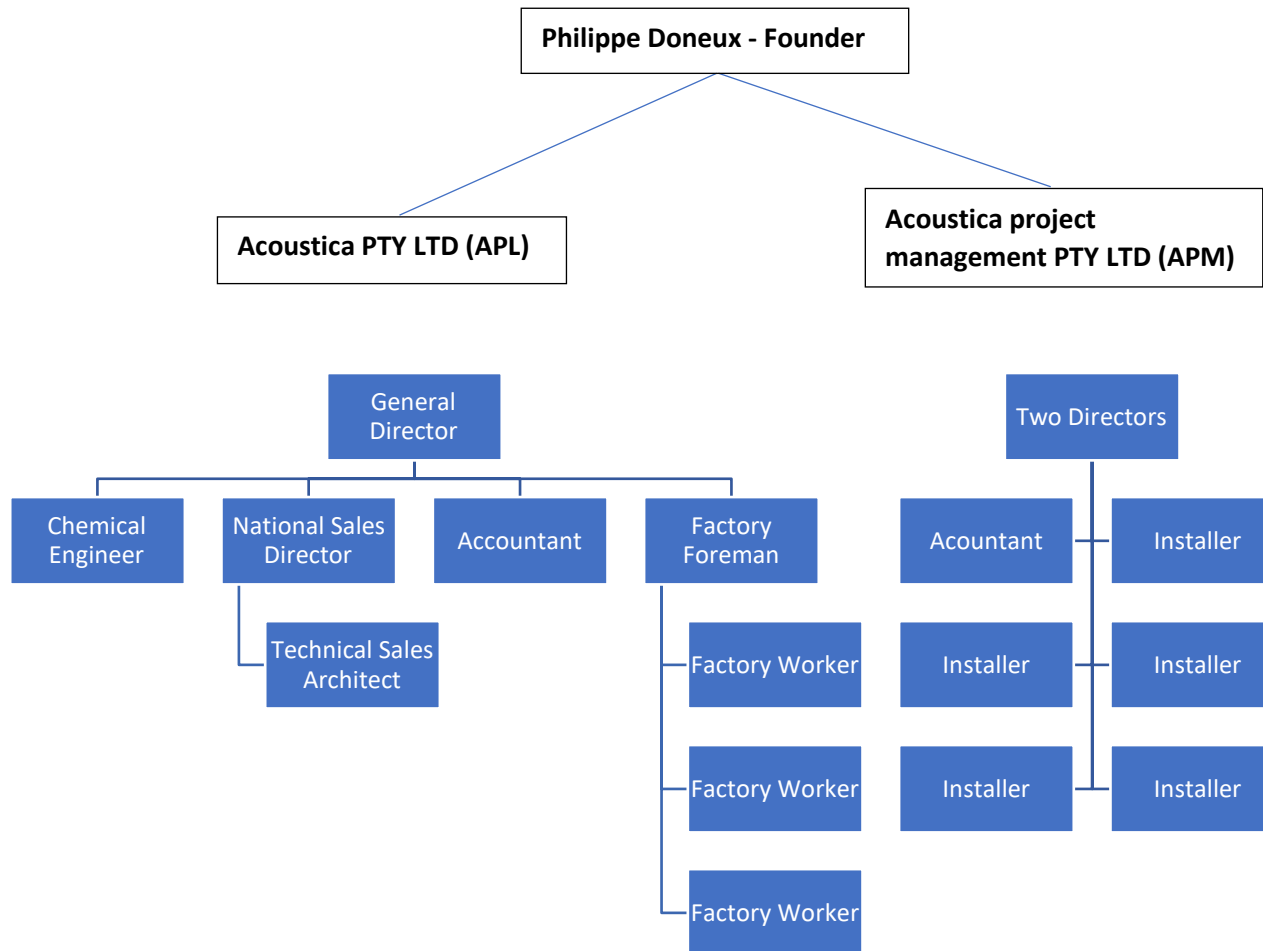 Philippe Doneux - Founder
Acoustica PTY LTD (APL)
Acoustica project
management PTY LTD (APM)
General
Director
Two Directors
Chemical
Engineer
National Sales
Director
Accountant
Factory
Foreman
Acountant
Installer
Technical Sales
Architect
Factory Worker
Installer
Installer
Factory Worker
Installer
Installer
Factory Worker